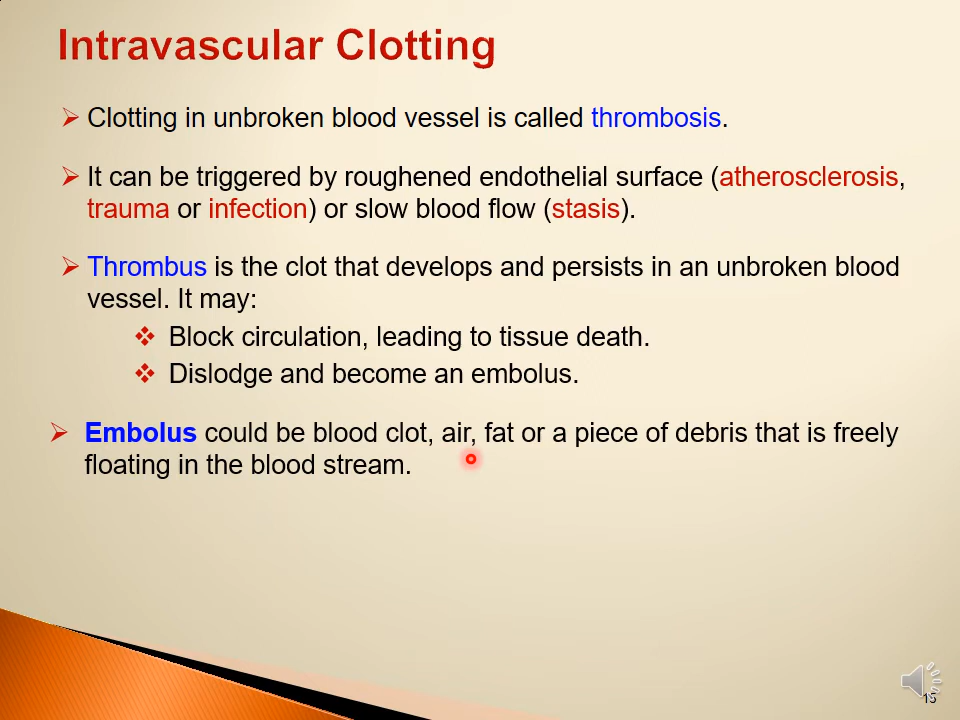 Intravascular Clotting
Clotting in unbroken blood vessel is called thrombosis.
It can be triggered by roughened endothelial surface (atherosclerosis,
trauma or infection) or slow blood flow (stasis).
Thrombus is the clot that develops and persists in an unbroken blood
vessel. It may:
Block circulation, leading to tissue death.
Dislodge and become an embolus.
Embolus could be blood clot, air, fat or a piece of debris that is freely
floating in the blood stream.
15